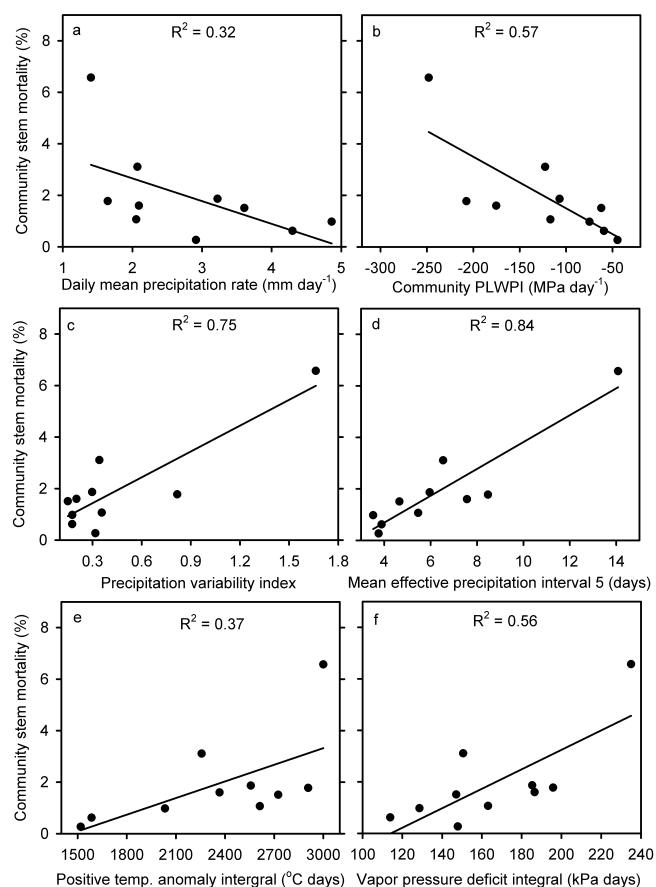 a
R² = 0.32
Community stem mortality (%)
8
6
4
2
0
1 2 3 4 5
Daily mean precipitation rate (mm day⁻¹)
b
R² = 0.57
-300 -250 -200 -150 -100 -50
Community PLWPI (MPa day⁻¹)
c
R² = 0.75
Community stem mortality (%)
8
6
4
2
0
0.3 0.6 0.9 1.2 1.5 1.8
Precipitation variability index
d
R² = 0.84
4 6 8 10 12 14
Mean effective precipitation interval 5 (days)
e
R² = 0.37
Community stem mortality (%)
8
6
4
2
0
1500 1800 2100 2400 2700 3000
Positive temp. anomaly intergral (°C days)
f
R² = 0.56
100 120 140 160 180 200 220 240
Vapor pressure deficit integral (kPa days)